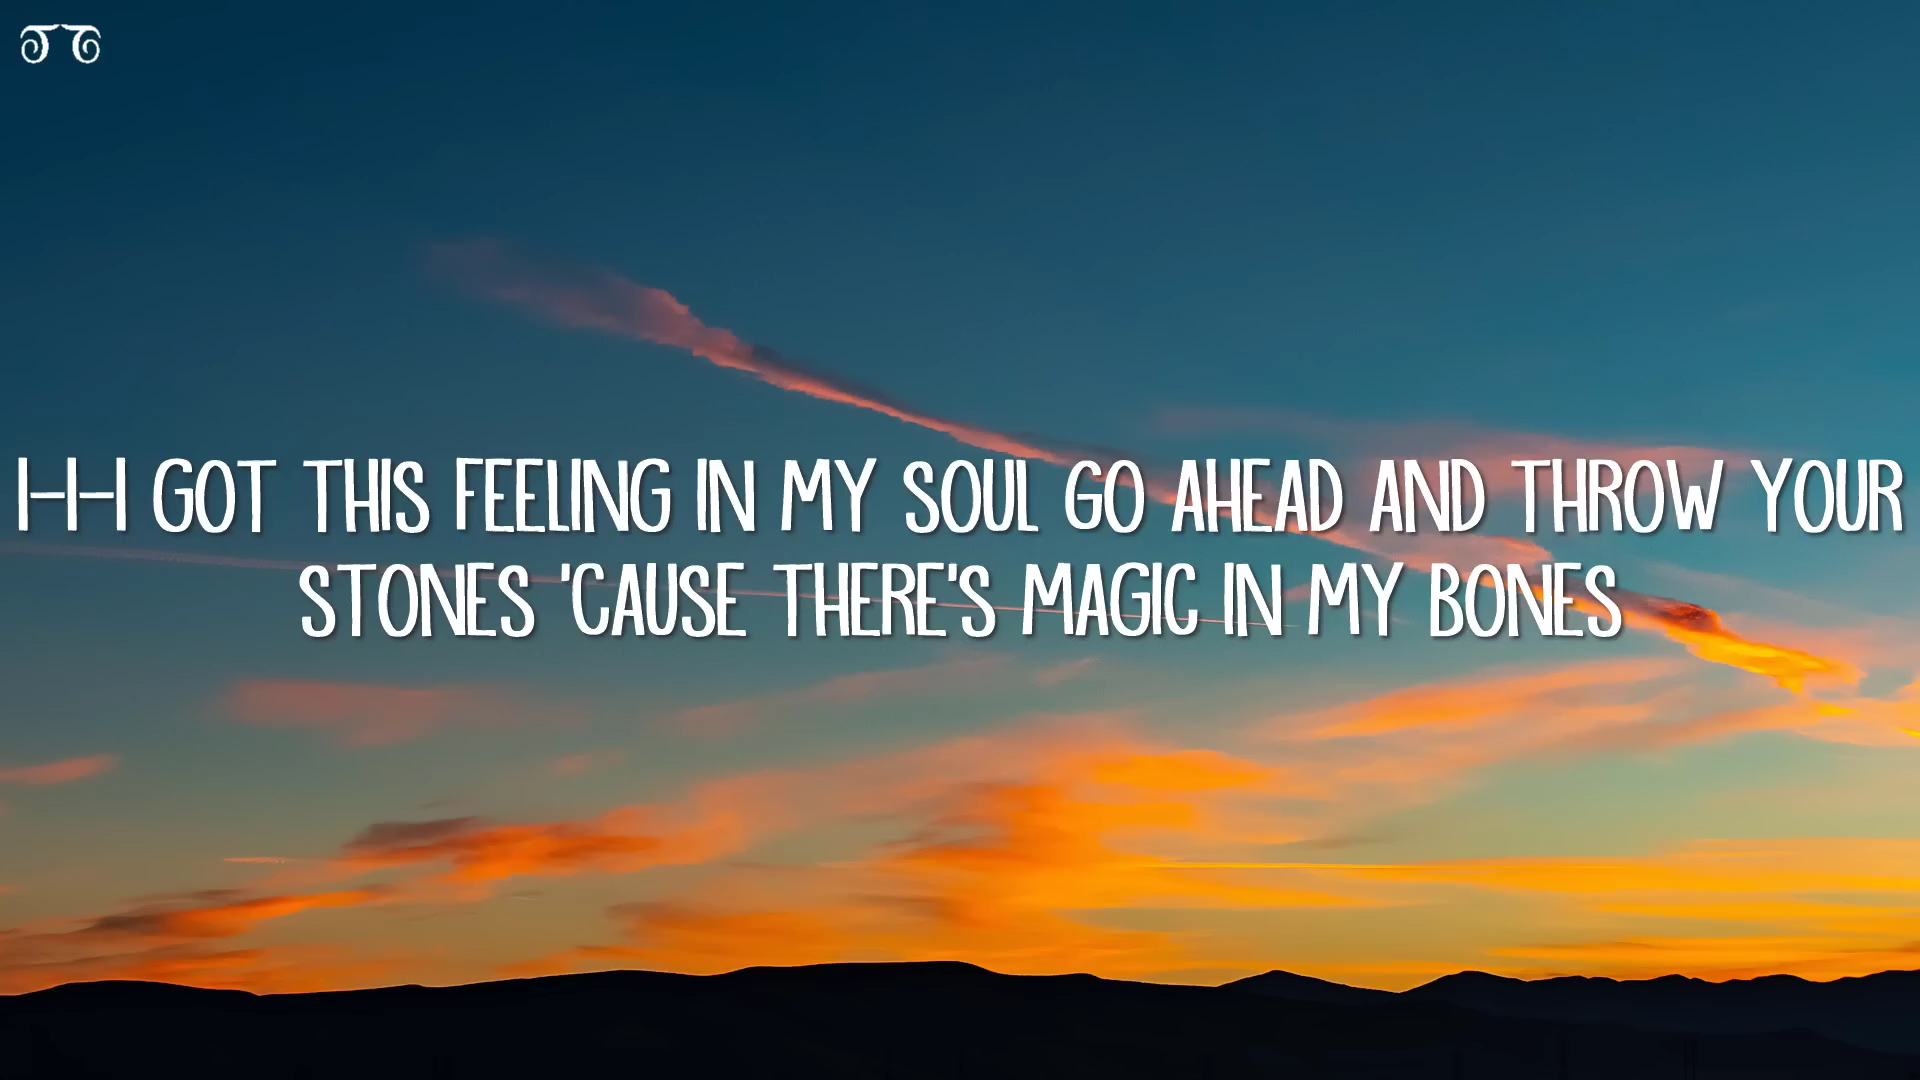 I-I-I GOT THIS FEELING IN MY SOUL GO AHEAD AND THROW YOUR
STONES 'CAUSE THERE'S MAGIC IN MY BONES